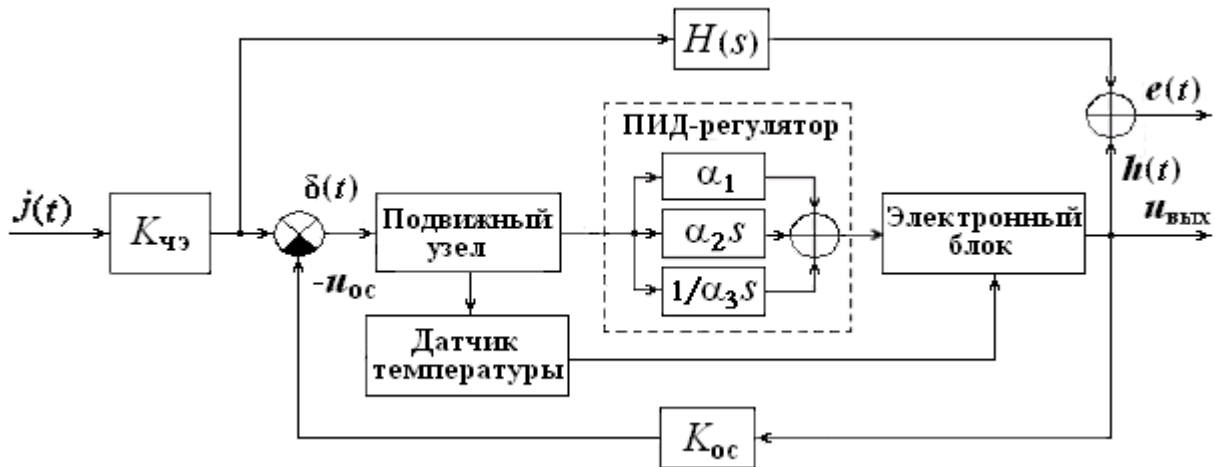 H(s)
e(t)
ПИД-регулятор
h(t)
j(t)
Kчэ
δ(t)
Подвижный
узел
α1
α2s
1/α3s
Электронный
блок
uвых
-uос
Датчик
температуры
Kос